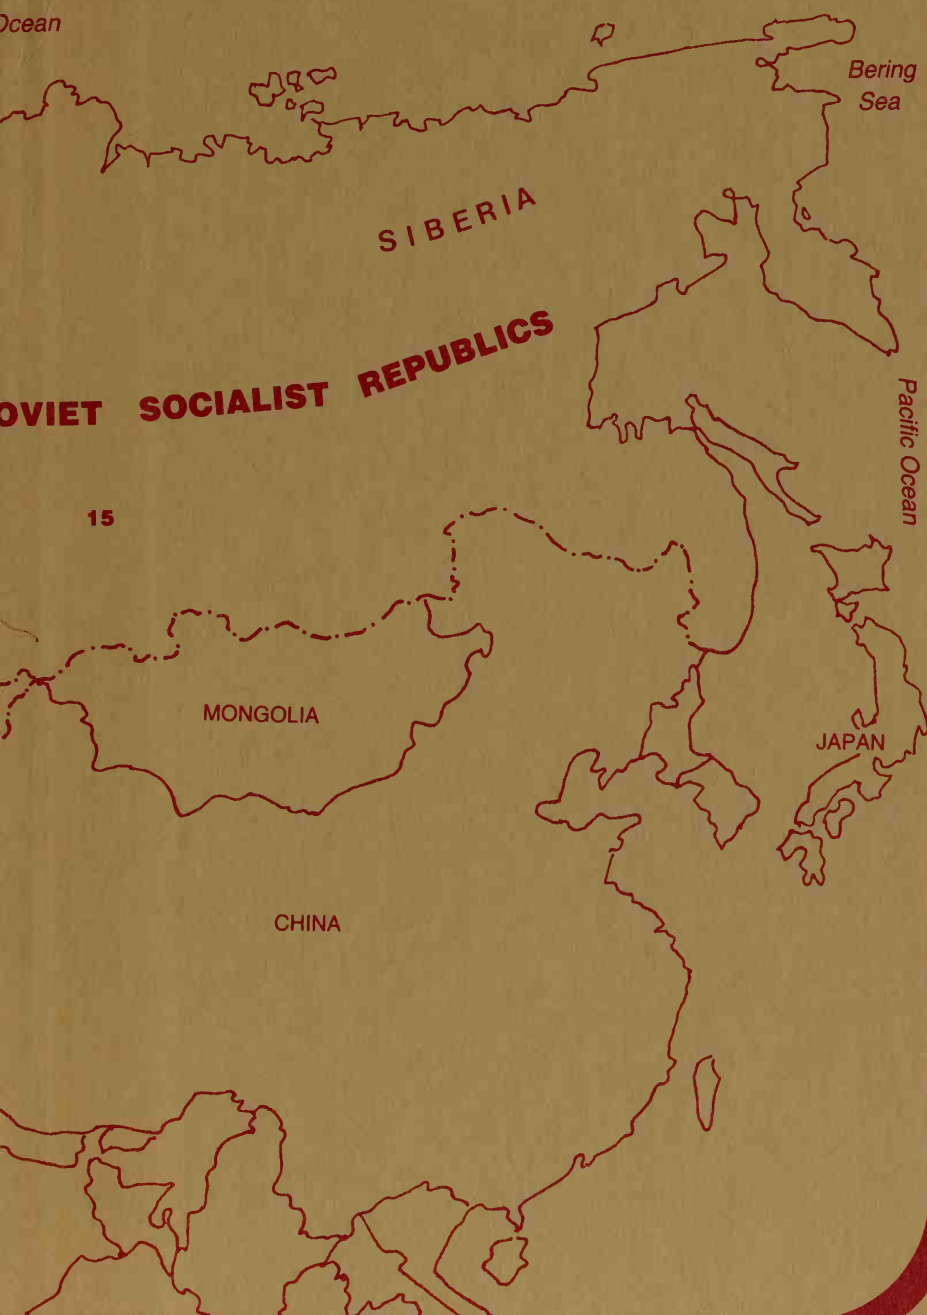 Ocean
Bering
Sea
SIBERIA
OVIET SOCIALIST REPUBLICS
Pacific Ocean
15
MONGOLIA
JAPAN
CHINA